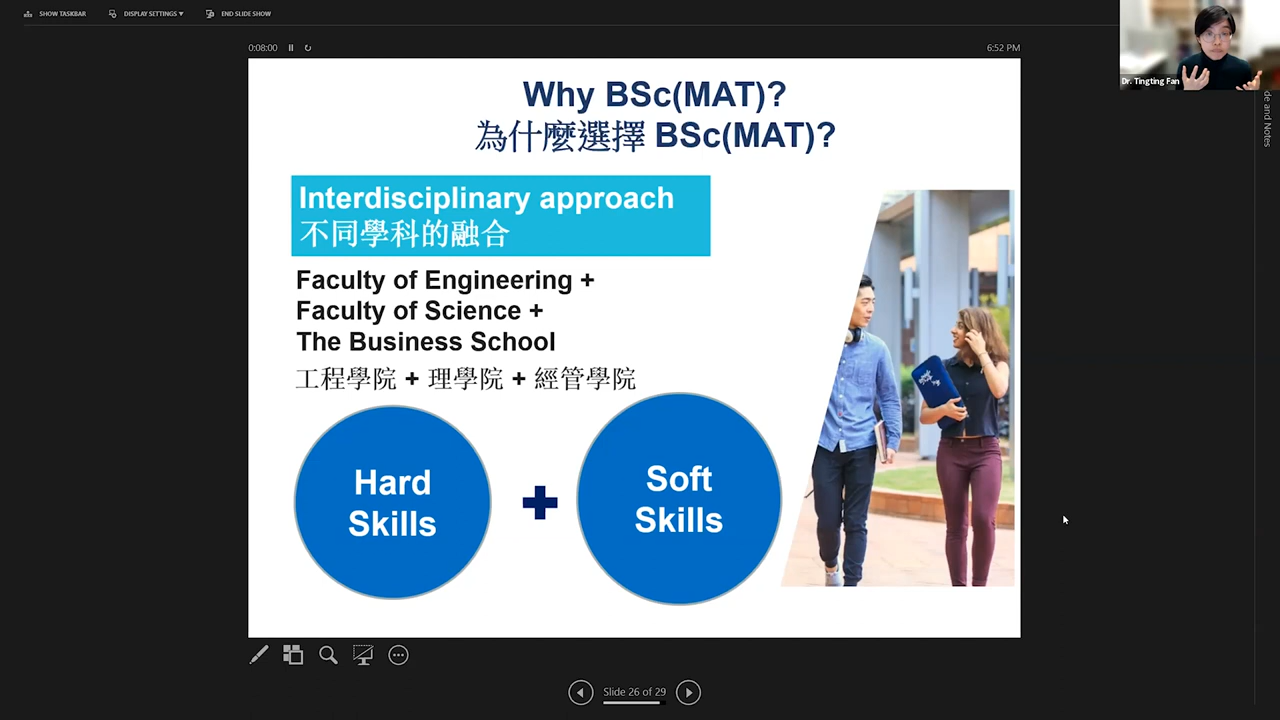 SHOW TASKBAR
DISPLAY SETTINGS
END SLIDE SHOW
Dr. Tingting Fan
0:08:00
6:52 PM
de and Notes
Why BSc(MAT)?
為什麼選擇 BSc(MAT)?
Interdisciplinary approach
不同學科的融合
Faculty of Engineering +
Faculty of Science +
The Business School
工程學院 + 理學院 + 經管學院
Hard
Skills
+
Soft
Skills
Slide 26 of 29